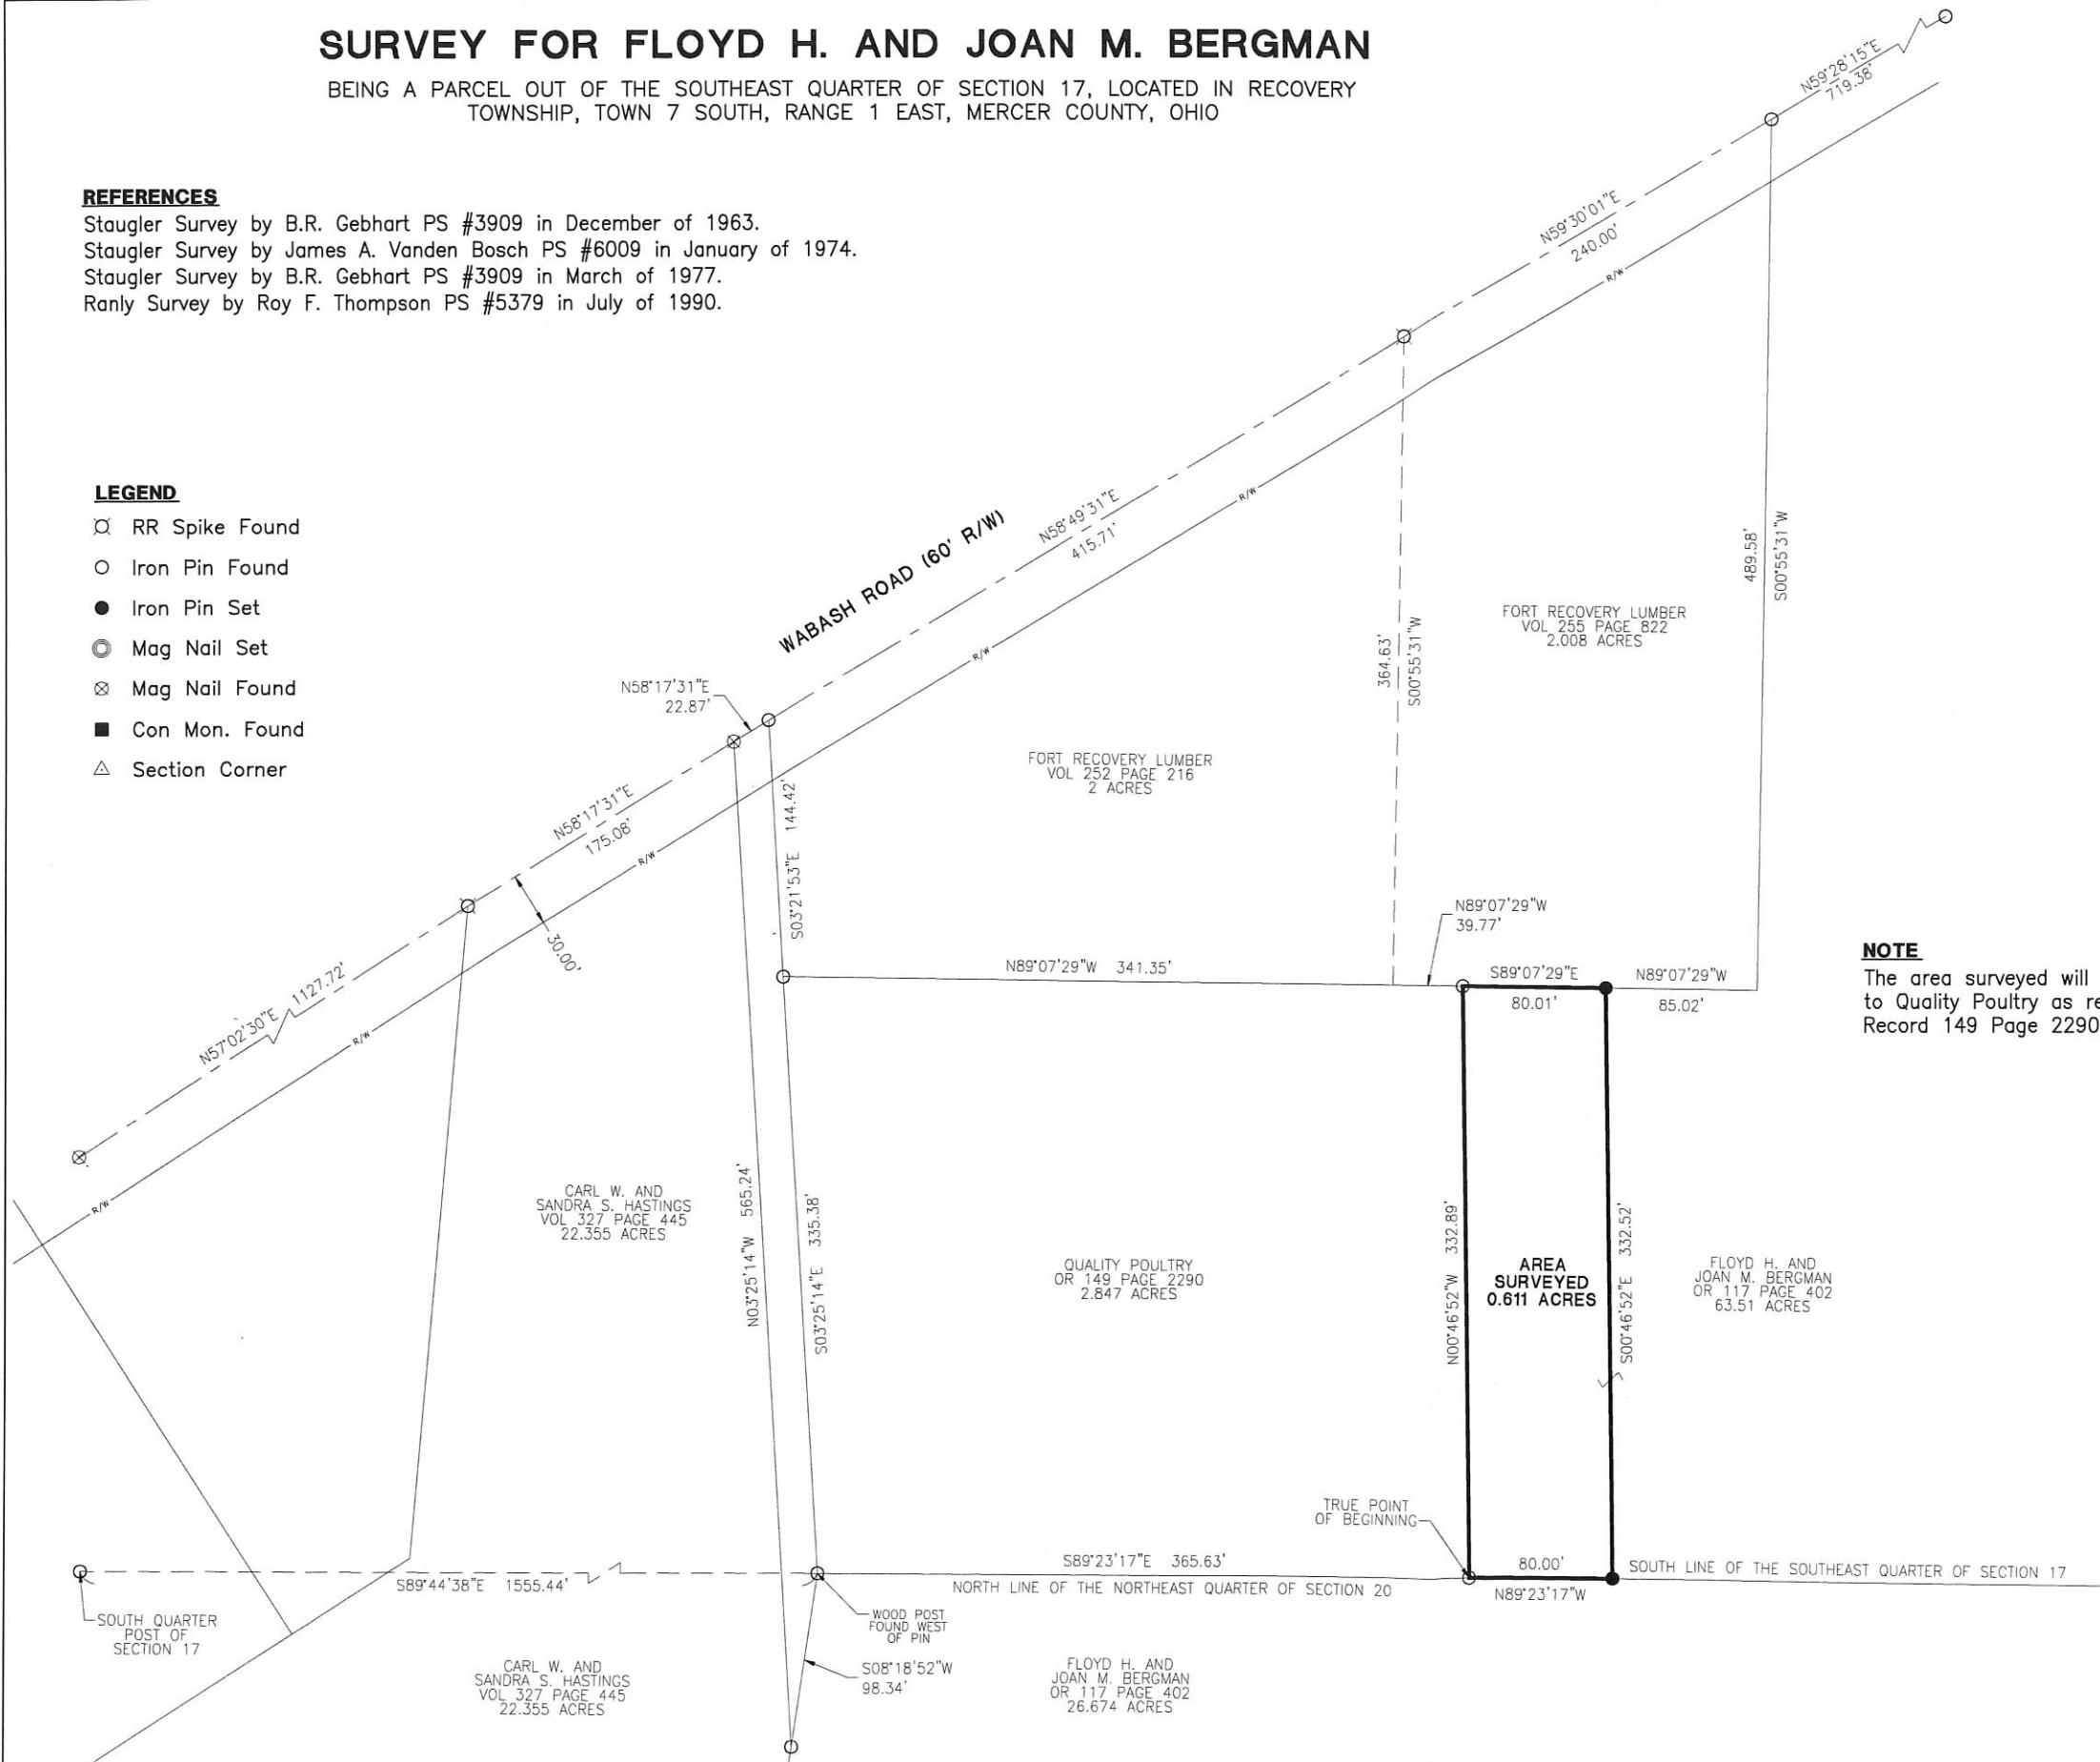 SURVEY FOR FLOYD H. AND JOAN M. BERGMAN
BEING A PARCEL OUT OF THE SOUTHEAST QUARTER OF SECTION 17, LOCATED IN RECOVERY
TOWNSHIP, TOWN 7 SOUTH, RANGE 1 EAST, MERCER COUNTY, OHIO
REFERENCES
Staugler Survey by B.R. Gebhart PS #3909 in December of 1963.
Staugler Survey by James A. Vanden Bosch PS #6009 in January of 1974.
Staugler Survey by B.R. Gebhart PS #3909 in March of 1977.
Ranly Survey by Roy F. Thompson PS #5379 in July of 1990.
LEGEND
RR Spike Found
Iron Pin Found
Iron Pin Set
Mag Nail Set
Mag Nail Found
Con Mon. Found
Section Corner
N59°28'15"E
719.38'
N59°30'01"E
240.00'
R/W
N58°49'31"E
415.71'
R/W
WABASH ROAD (60' R/W)
R/W
N58°17'31"E
22.87'
N58°17'31"E
175.08'
R/W
30.00'
N57°02'30"E 1127.72'
R/W
R/W
489.58'
S00°55'31"W
FORT RECOVERY LUMBER
VOL 255 PAGE 822
2.008 ACRES
364.63'
S00°55'31"W
FORT RECOVERY LUMBER
VOL 252 PAGE 216
2 ACRES
S03°21'53"E 144.42'
N89°07'29"W
39.77'
N89°07'29"W 341.35'
S89°07'29"E
80.01'
N89°07'29"W
85.02'
NOTE
The area surveyed will
to Quality Poultry as re
Record 149 Page 2290
CARL W. AND
SANDRA S. HASTINGS
VOL 327 PAGE 445
22.355 ACRES
N03°25'14"W 565.24'
S03°25'14"E 335.38'
QUALITY POULTRY
OR 149 PAGE 2290
2.847 ACRES
N00°46'52"W 332.89'
AREA
SURVEYED
0.611 ACRES
S00°46'52"E 332.52'
FLOYD H. AND
JOAN M. BERGMAN
OR 117 PAGE 402
63.51 ACRES
TRUE POINT
OF BEGINNING
S89°44'38"E 1555.44'
S89°23'17"E 365.63'
NORTH LINE OF THE NORTHEAST QUARTER OF SECTION 20
80.00'
N89°23'17"W
SOUTH LINE OF THE SOUTHEAST QUARTER OF SECTION 17
SOUTH QUARTER
POST OF
SECTION 17
WOOD POST
FOUND WEST
OF PIN
S08°18'52"W
98.34'
CARL W. AND
SANDRA S. HASTINGS
VOL 327 PAGE 445
22.355 ACRES
FLOYD H. AND
JOAN M. BERGMAN
OR 117 PAGE 402
26.674 ACRES